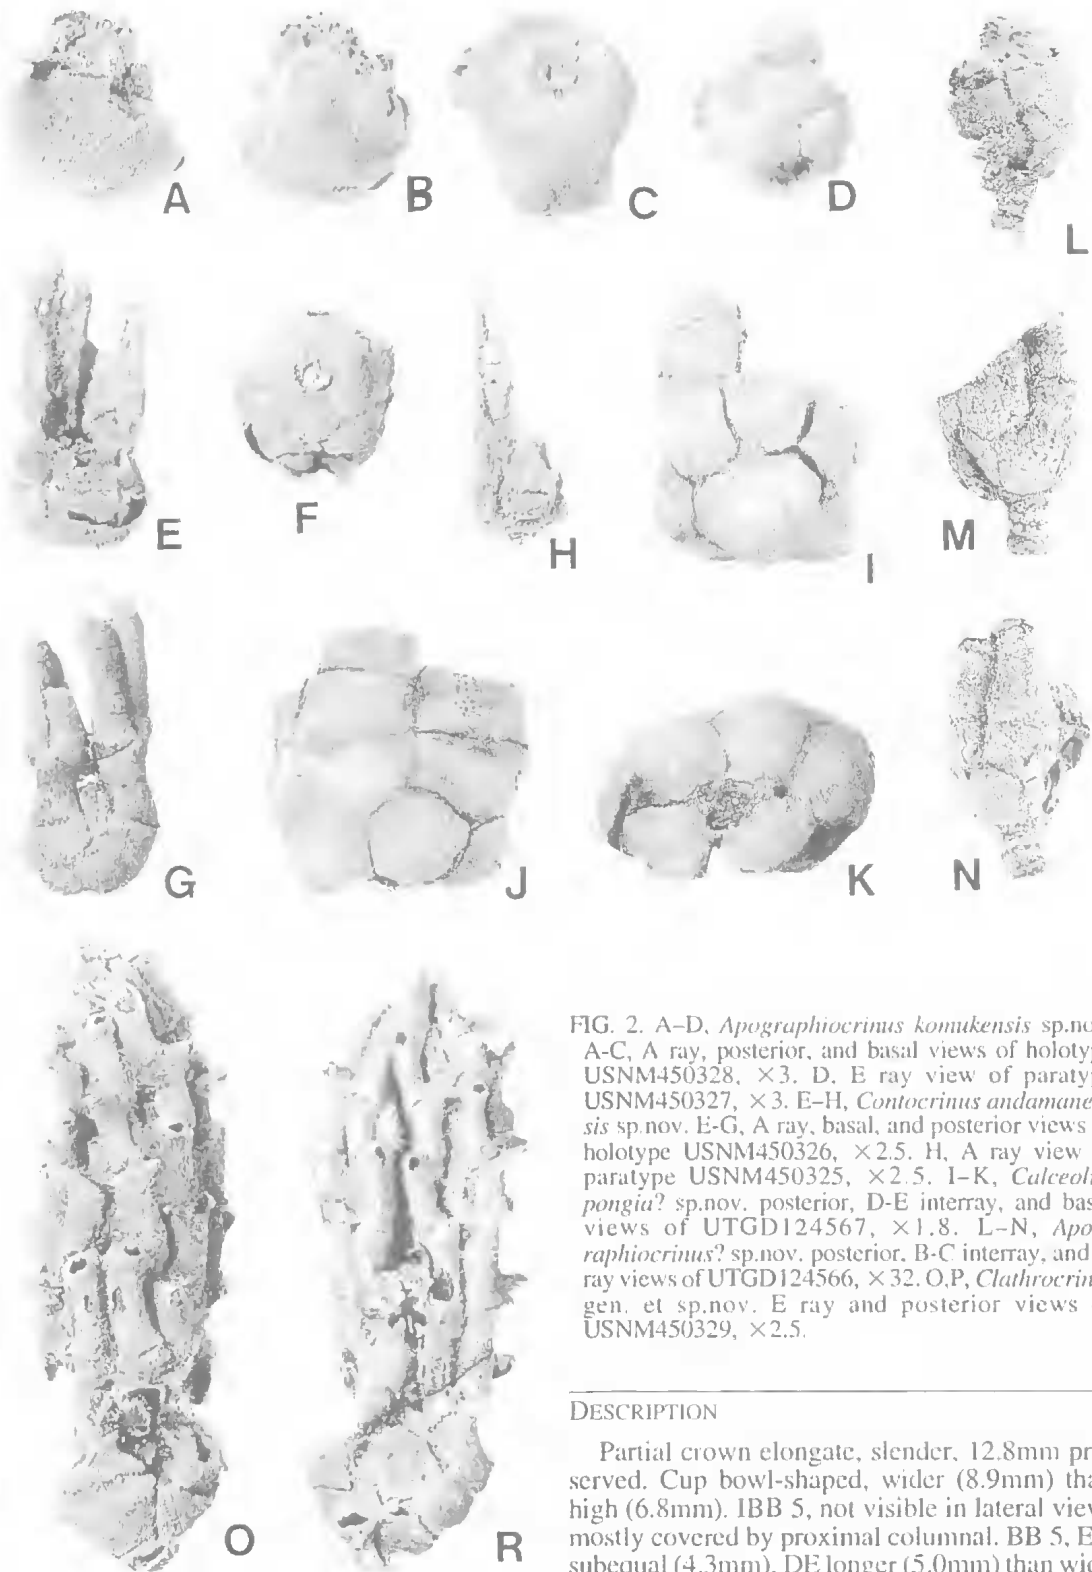 A
B
C
D
L
E
F
H
I
M
G
J
K
N
O
R
FIG. 2. A–D, Apographiocrinus komukensis sp.no
A-C, A ray, posterior, and basal views of holoty
USNM450328, ×3. D, E ray view of paraty
USNM450327, ×3. E–H, Contocrinus andamane
sis sp.nov. E-G, A ray, basal, and posterior views
holotype USNM450326, ×2.5. H, A ray view
paratype USNM450325, ×2.5. I–K, Calceoli
pongia? sp.nov. posterior, D-E interray, and bas
views of UTGD124567, ×1.8. L–N, Apo
raphiocrinus? sp.nov. posterior, B-C interray, and
ray views of UTGD124566, ×32. O,P, Clathrocrin
gen. et sp.nov. E ray and posterior views
USNM450329, ×2.5.
DESCRIPTION
Partial crown elongate, slender, 12.8mm pr
served. Cup bowl-shaped, wider (8.9mm) tha
high (6.8mm). IBB 5, not visible in lateral view
mostly covered by proximal columnal. BB 5, E
subequal (4.3mm), DE longer (5.0mm) than wid